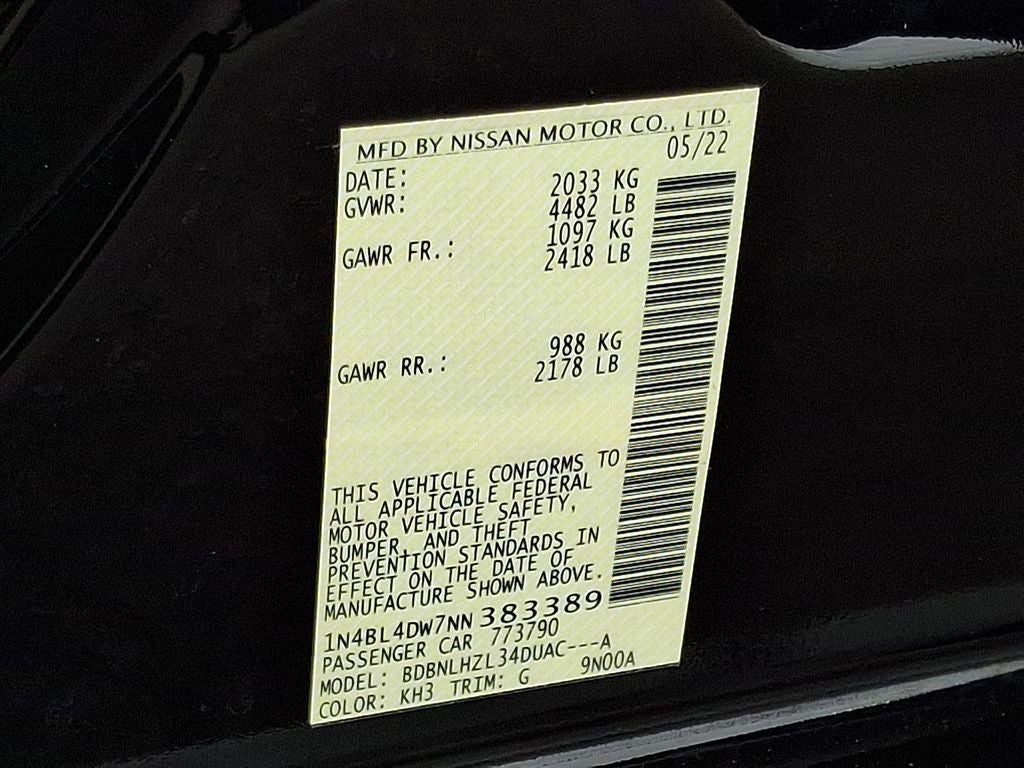 MFD BY NISSAN MOTOR CO., LTD.
DATE: 05/22
GVWR: 2033 KG
4482 LB
GAWR FR.: 1097 KG
2418 LB
GAWR RR.: 988 KG
2178 LB
THIS VEHICLE CONFORMS TO
ALL APPLICABLE FEDERAL
MOTOR VEHICLE SAFETY,
BUMPER, AND THEFT
PREVENTION STANDARDS IN
EFFECT ON THE DATE OF
MANUFACTURE SHOWN ABOVE.
1N4BL4DW7NN383389
PASSENGER CAR 773790
MODEL: BDBNLHZL34DUAC---A
COLOR: KH3 TRIM: G 9N00A